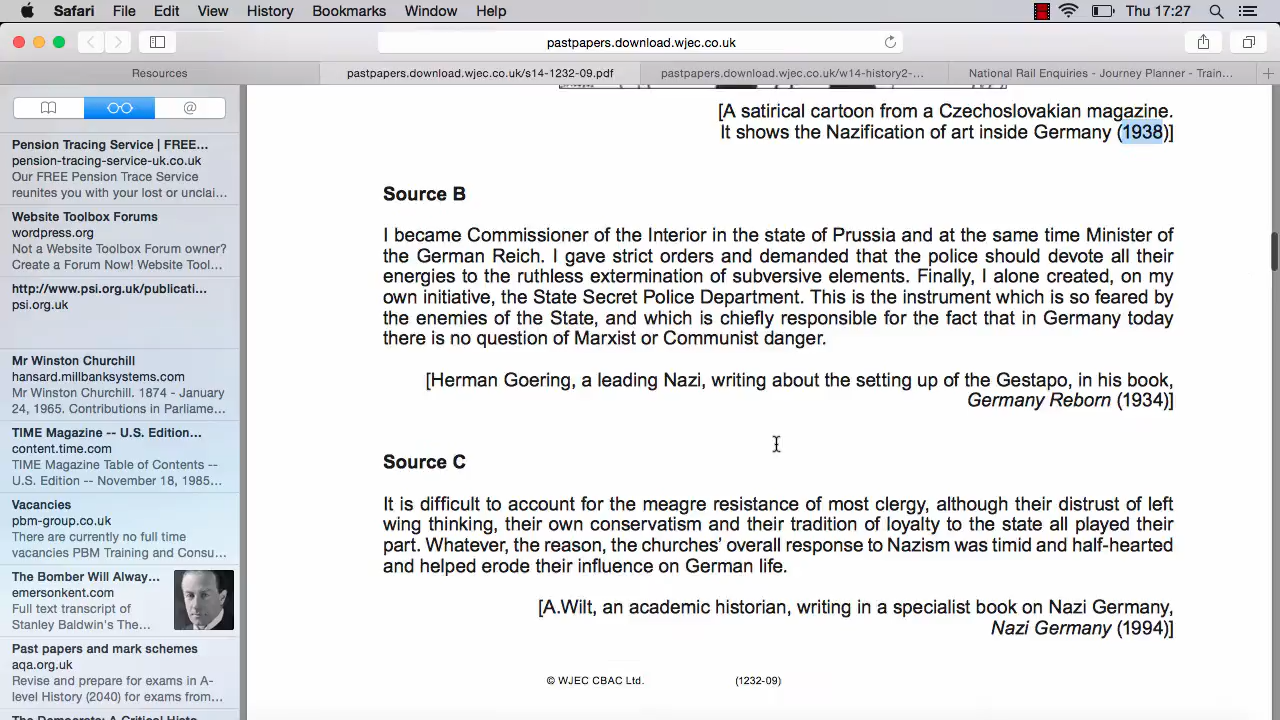 Safari File Edit View History Bookmarks Window Help Thu 17:27
pastpapers.download.wjec.co.uk
Resources pastpapers.download.wjec.co.uk/s14-1232-09.pdf pastpapers.download.wjec.co.uk/w14-history2-... National Rail Enquiries - Journey Planner - Train...
@
Pension Tracing Service | FREE...
pension-tracing-service-uk.co.uk
Our FREE Pension Trace Service
reunites you with your lost or unclai...
Website Toolbox Forums
wordpress.org
Not a Website Toolbox Forum owner?
Create a Forum Now! Website Tool...
http://www.psi.org.uk/publicati...
psi.org.uk
Mr Winston Churchill
hansard.millbanksystems.com
Mr Winston Churchill. 1874 - January
24, 1965. Contributions in Parliame...
TIME Magazine -- U.S. Edition...
content.time.com
TIME Magazine Table of Contents --
U.S. Edition -- November 18, 1985...
Vacancies
pbm-group.co.uk
There are currently no full time
vacancies PBM Training and Consu...
The Bomber Will Alway...
emersonkent.com
Full text transcript of
Stanley Baldwin's The...
Past papers and mark schemes
aqa.org.uk
Revise and prepare for exams in A-
level History (2040) for exams from...
The Democrats: A Critical Histo...
[A satirical cartoon from a Czechoslovakian magazine.
It shows the Nazification of art inside Germany (1938)]
Source B
I became Commissioner of the Interior in the state of Prussia and at the same time Minister of
the German Reich. I gave strict orders and demanded that the police should devote all their
energies to the ruthless extermination of subversive elements. Finally, I alone created, on my
own initiative, the State Secret Police Department. This is the instrument which is so feared by
the enemies of the State, and which is chiefly responsible for the fact that in Germany today
there is no question of Marxist or Communist danger.
[Herman Goering, a leading Nazi, writing about the setting up of the Gestapo, in his book,
Germany Reborn (1934)]
Source C
It is difficult to account for the meagre resistance of most clergy, although their distrust of left
wing thinking, their own conservatism and their tradition of loyalty to the state all played their
part. Whatever, the reason, the churches' overall response to Nazism was timid and half-hearted
and helped erode their influence on German life.
[A.Wilt, an academic historian, writing in a specialist book on Nazi Germany,
Nazi Germany (1994)]
© WJEC CBAC Ltd. (1232-09)